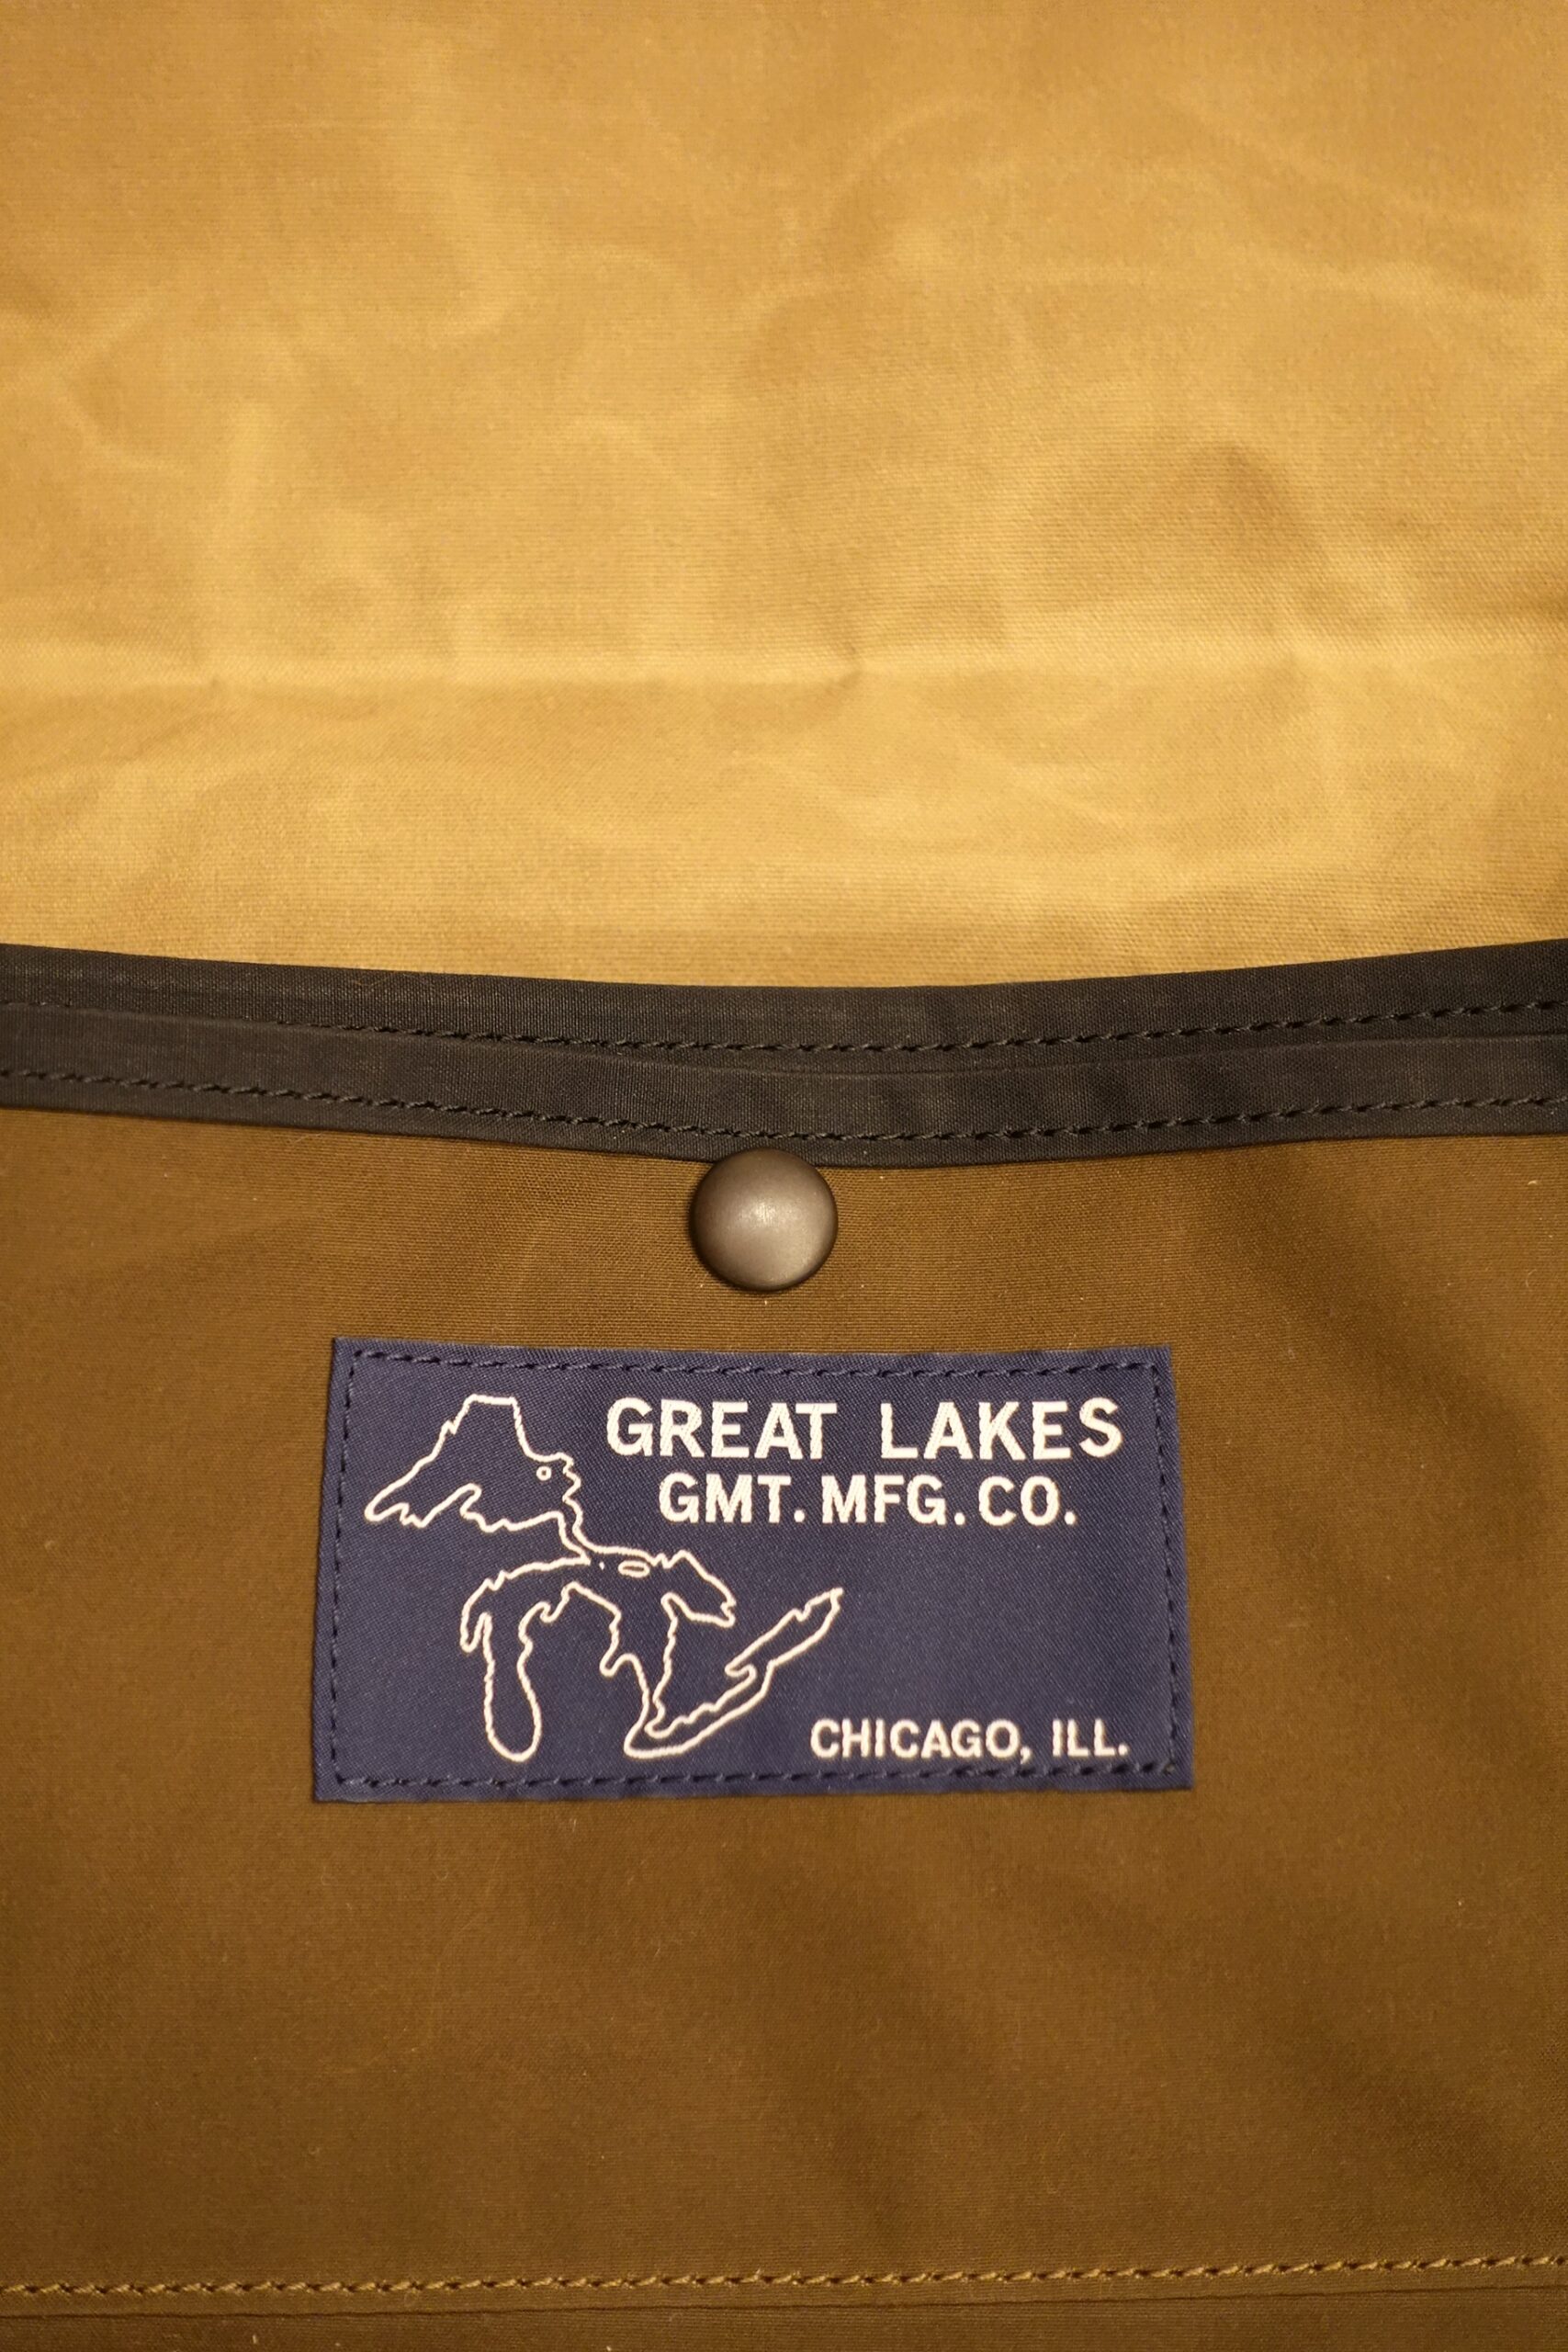 GREAT LAKES
GMT. MFG. CO.
CHICAGO, ILL.